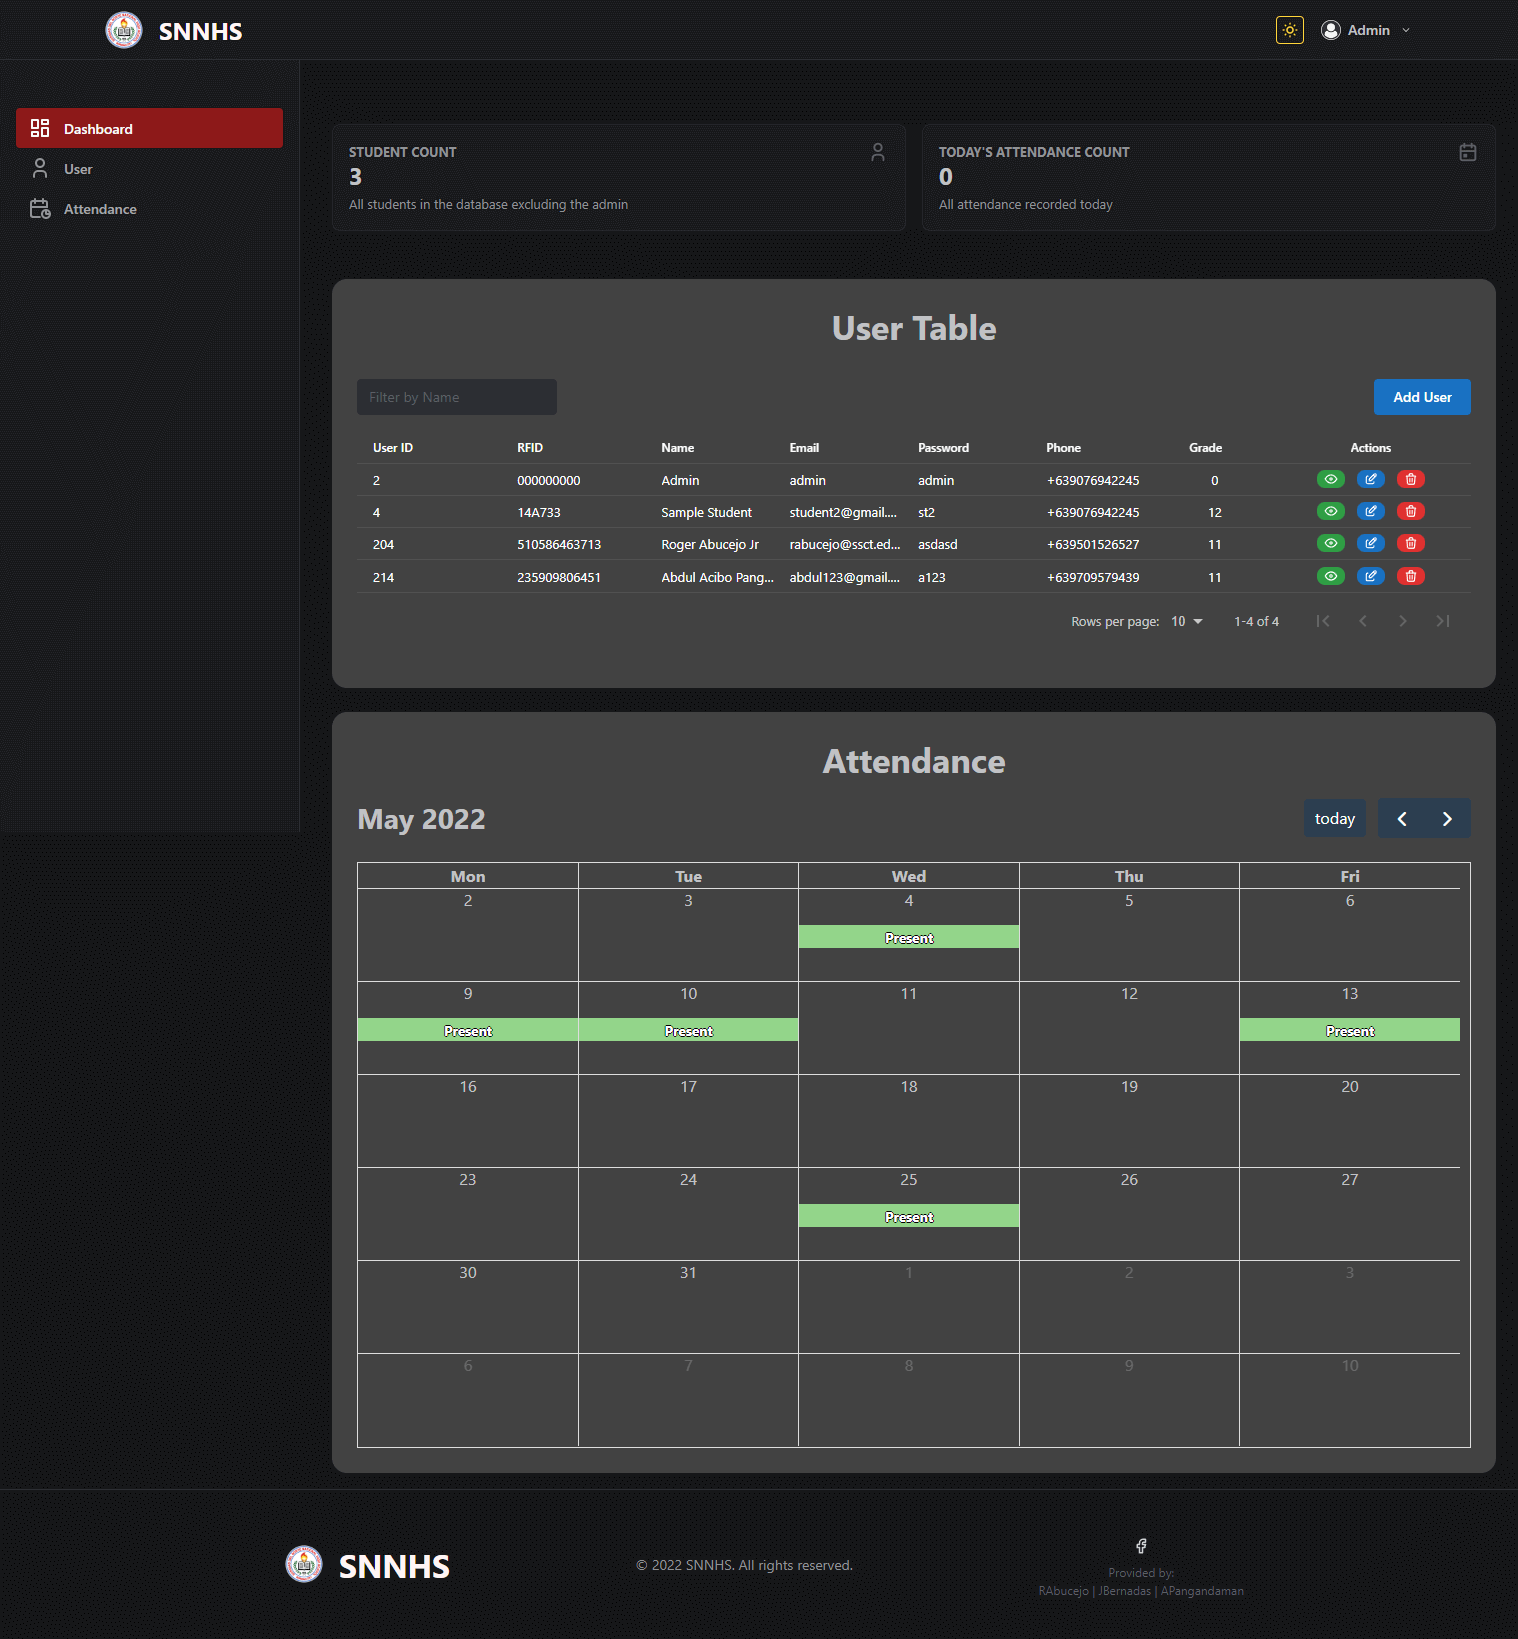 SNNHS
Admin
Dashboard
User
Attendance
STUDENT COUNT
3
All students in the database excluding the admin
TODAY'S ATTENDANCE COUNT
0
All attendance recorded today
User Table
Filter by Name
Add User
User ID RFID Name Email Password Phone Grade Actions
2 000000000 Admin admin admin +639076942245 0
4 14A733 Sample Student student2@gmail.... st2 +639076942245 12
204 510586463713 Roger Abucejo Jr rabucejo@ssct.ed... asdasd +639501526527 11
214 235909806451 Abdul Acibo Pang... abdul123@gmail.... a123 +639709579439 11
Rows per page: 10 1-4 of 4
Attendance
May 2022
today
Mon Tue Wed Thu Fri
2 3 4 5 6
Present
9 10 11 12 13
Present Present Present
16 17 18 19 20
23 24 25 26 27
Present
30 31 1 2 3
6 7 8 9 10
SNNHS
© 2022 SNNHS. All rights reserved.
Provided by:
RAbucejo | JBernadas | APangandaman